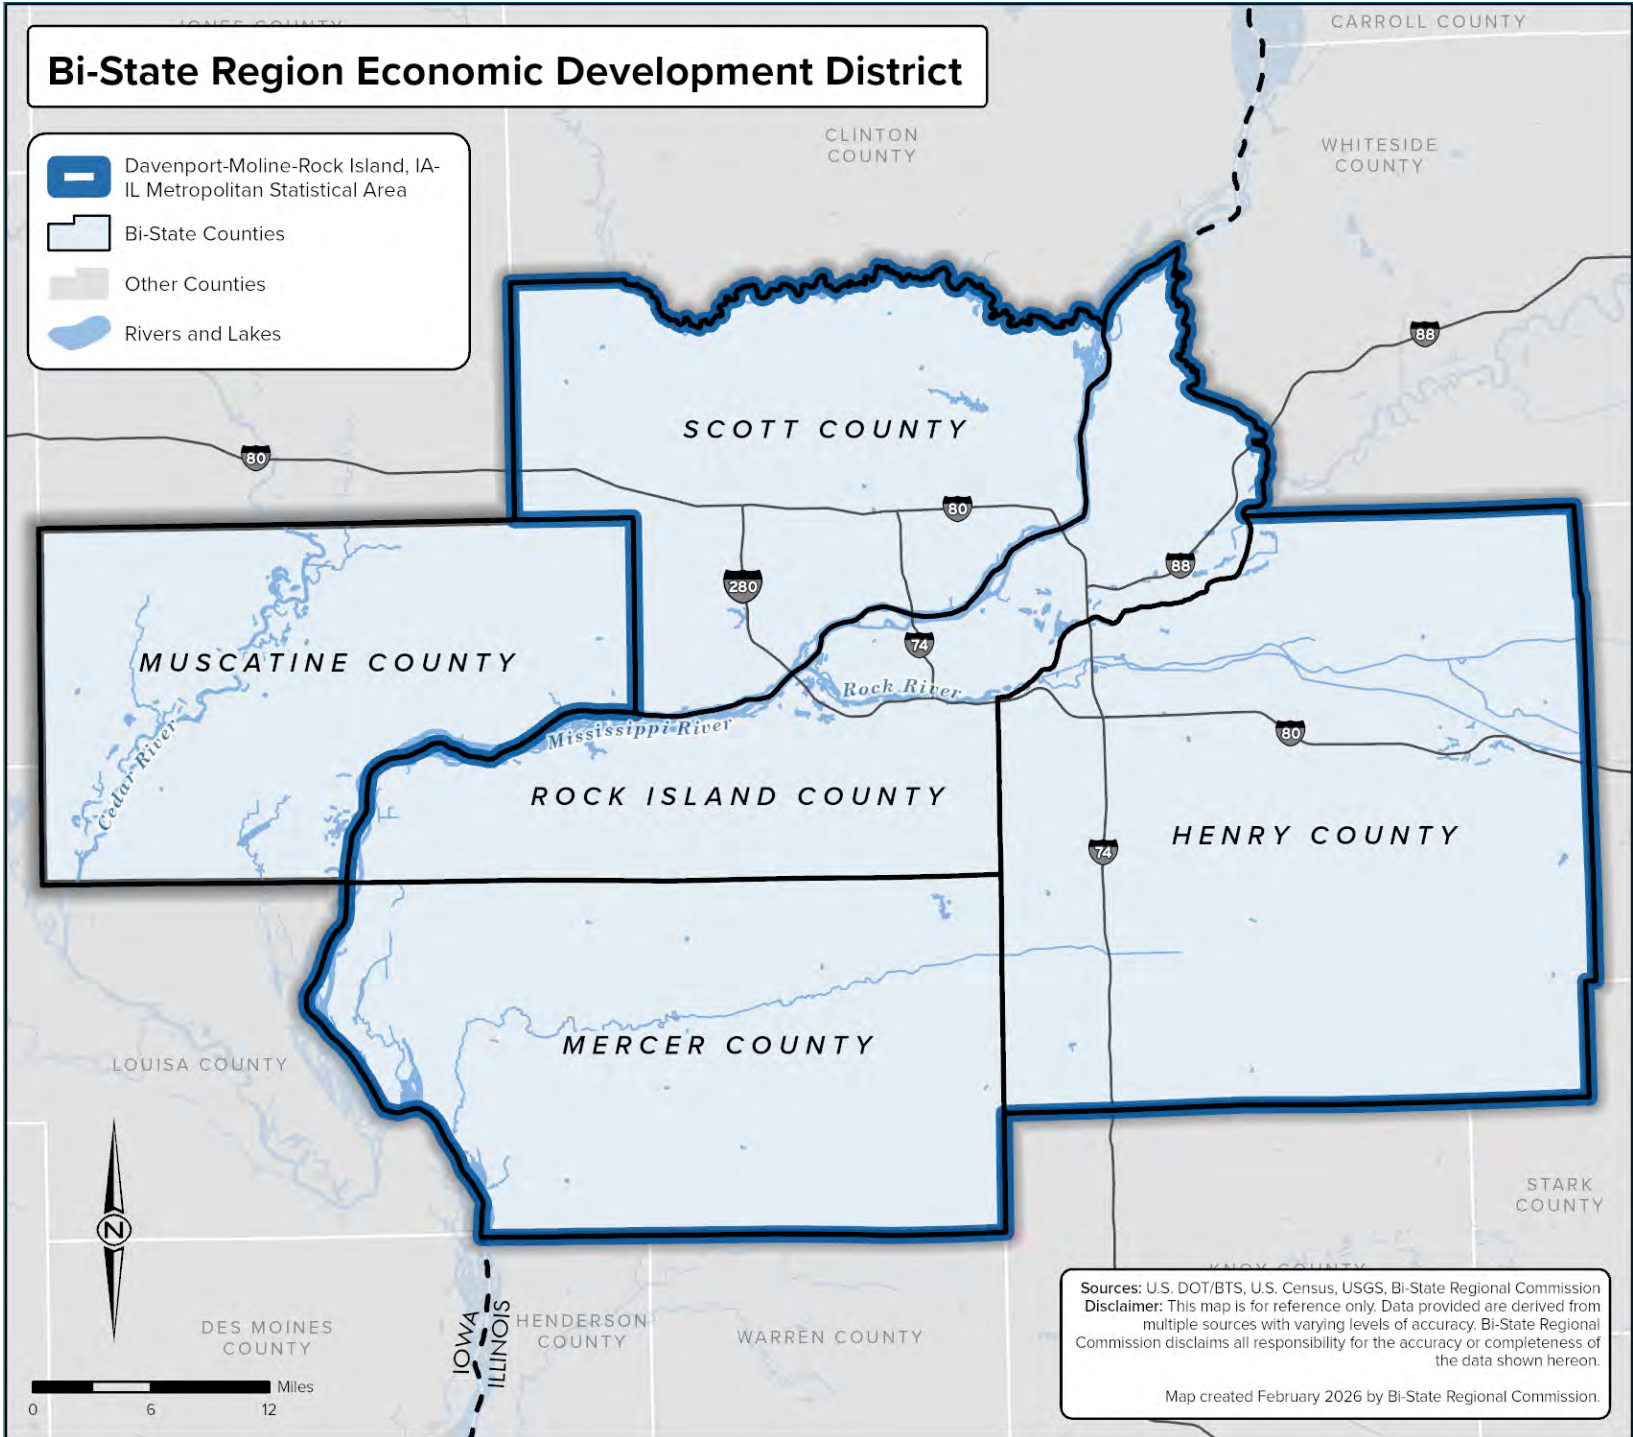 JONES COUNTY
CARROLL COUNTY
Bi-State Region Economic Development District
CLINTON
COUNTY
WHITESIDE
COUNTY
Davenport-Moline-Rock Island, IA-
IL Metropolitan Statistical Area
Bi-State Counties
Other Counties
Rivers and Lakes
88
SCOTT COUNTY
80
80
88
280
74
MUSCATINE COUNTY
Rock River
Mississippi River
80
Cedar River
ROCK ISLAND COUNTY
HENRY COUNTY
74
MERCER COUNTY
LOUISA COUNTY
STARK
COUNTY
N
KNOX COUNTY
IOWA
ILLINOIS
HENDERSON
COUNTY
DES MOINES
COUNTY
WARREN COUNTY
Sources: U.S. DOT/BTS, U.S. Census, USGS, Bi-State Regional Commission
Disclaimer: This map is for reference only. Data provided are derived from
multiple sources with varying levels of accuracy. Bi-State Regional
Commission disclaims all responsibility for the accuracy or completeness of
the data shown hereon.
Map created February 2026 by Bi-State Regional Commission.
Miles
0 6 12